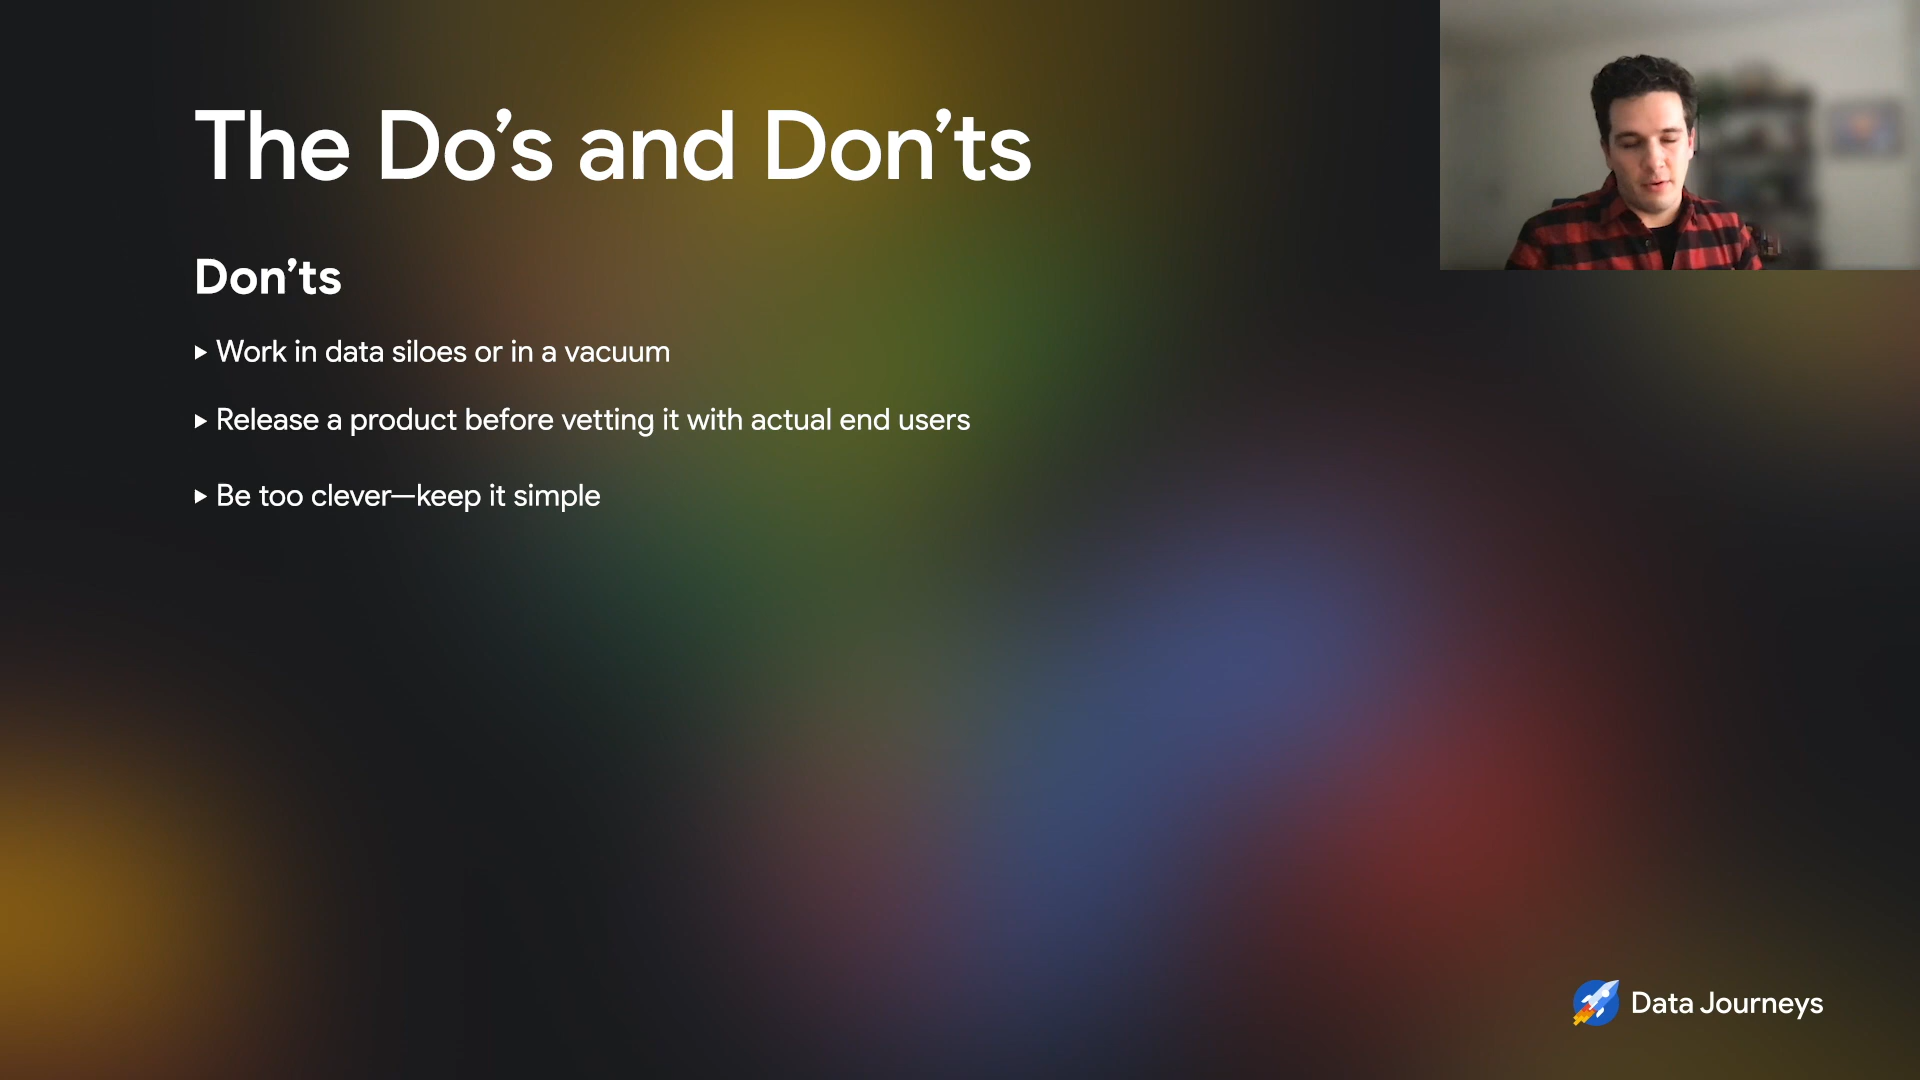 The Do’s and Don’ts
Don’ts
▸ Work in data siloes or in a vacuum
▸ Release a product before vetting it with actual end users
▸ Be too clever—keep it simple
Data Journeys